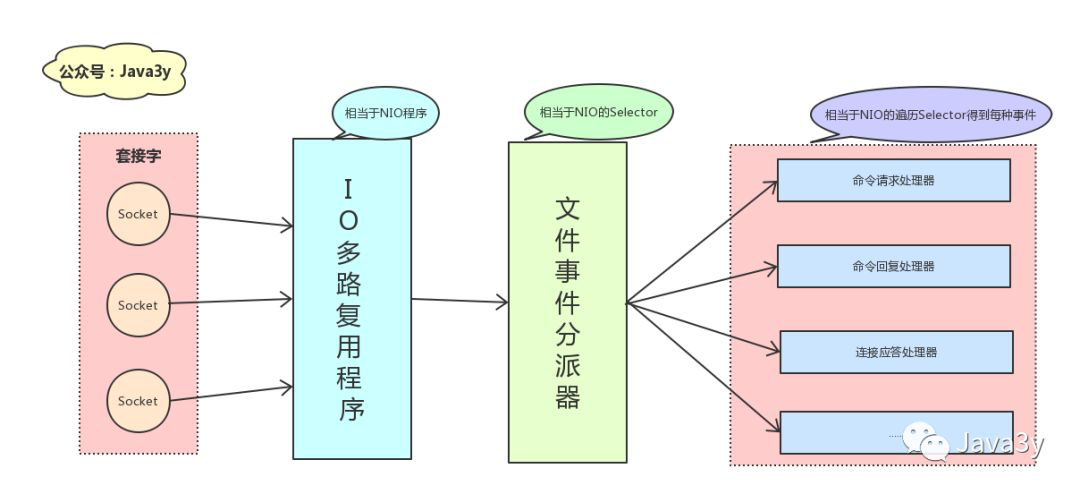 公众号：Java3y
相当于NIO程序
相当于NIO的Selector
相当于NIO的遍历Selector得到每种事件
套接字
Socket
Socket
Socket
IO多路复用程序
文件事件分派器
命令请求处理器
命令回复处理器
连接应答处理器
......
Java3y